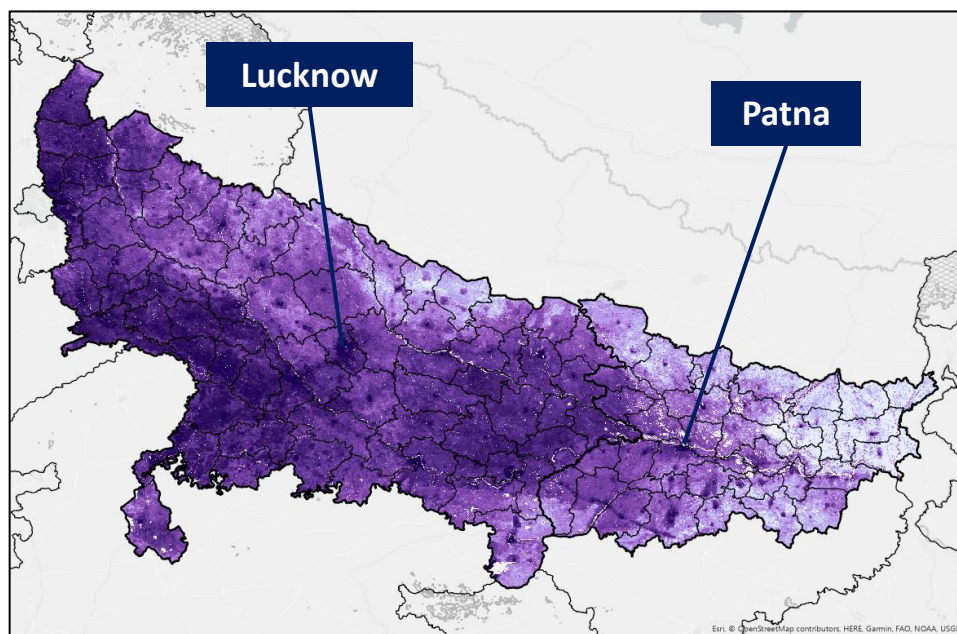 Lucknow
Patna
Esri, © OpenStreetMap contributors, HERE, Garmin, FAO, NOAA, USGS